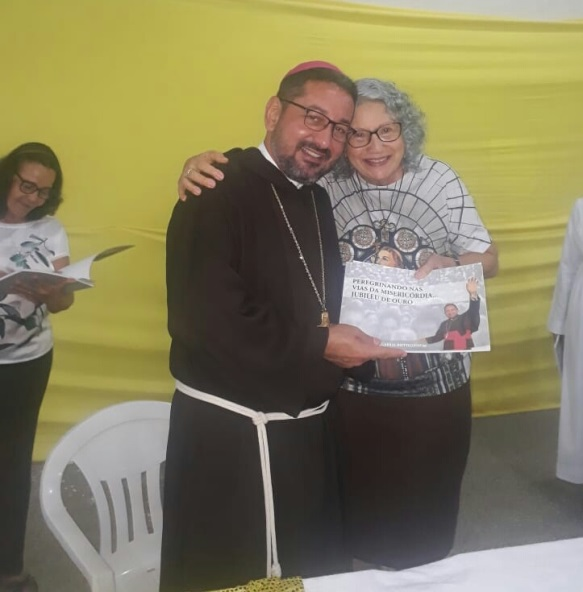 PEREGRINANDO NAS
VIAS DA MISERICÓRDIA...
JUBILEU DE OURO